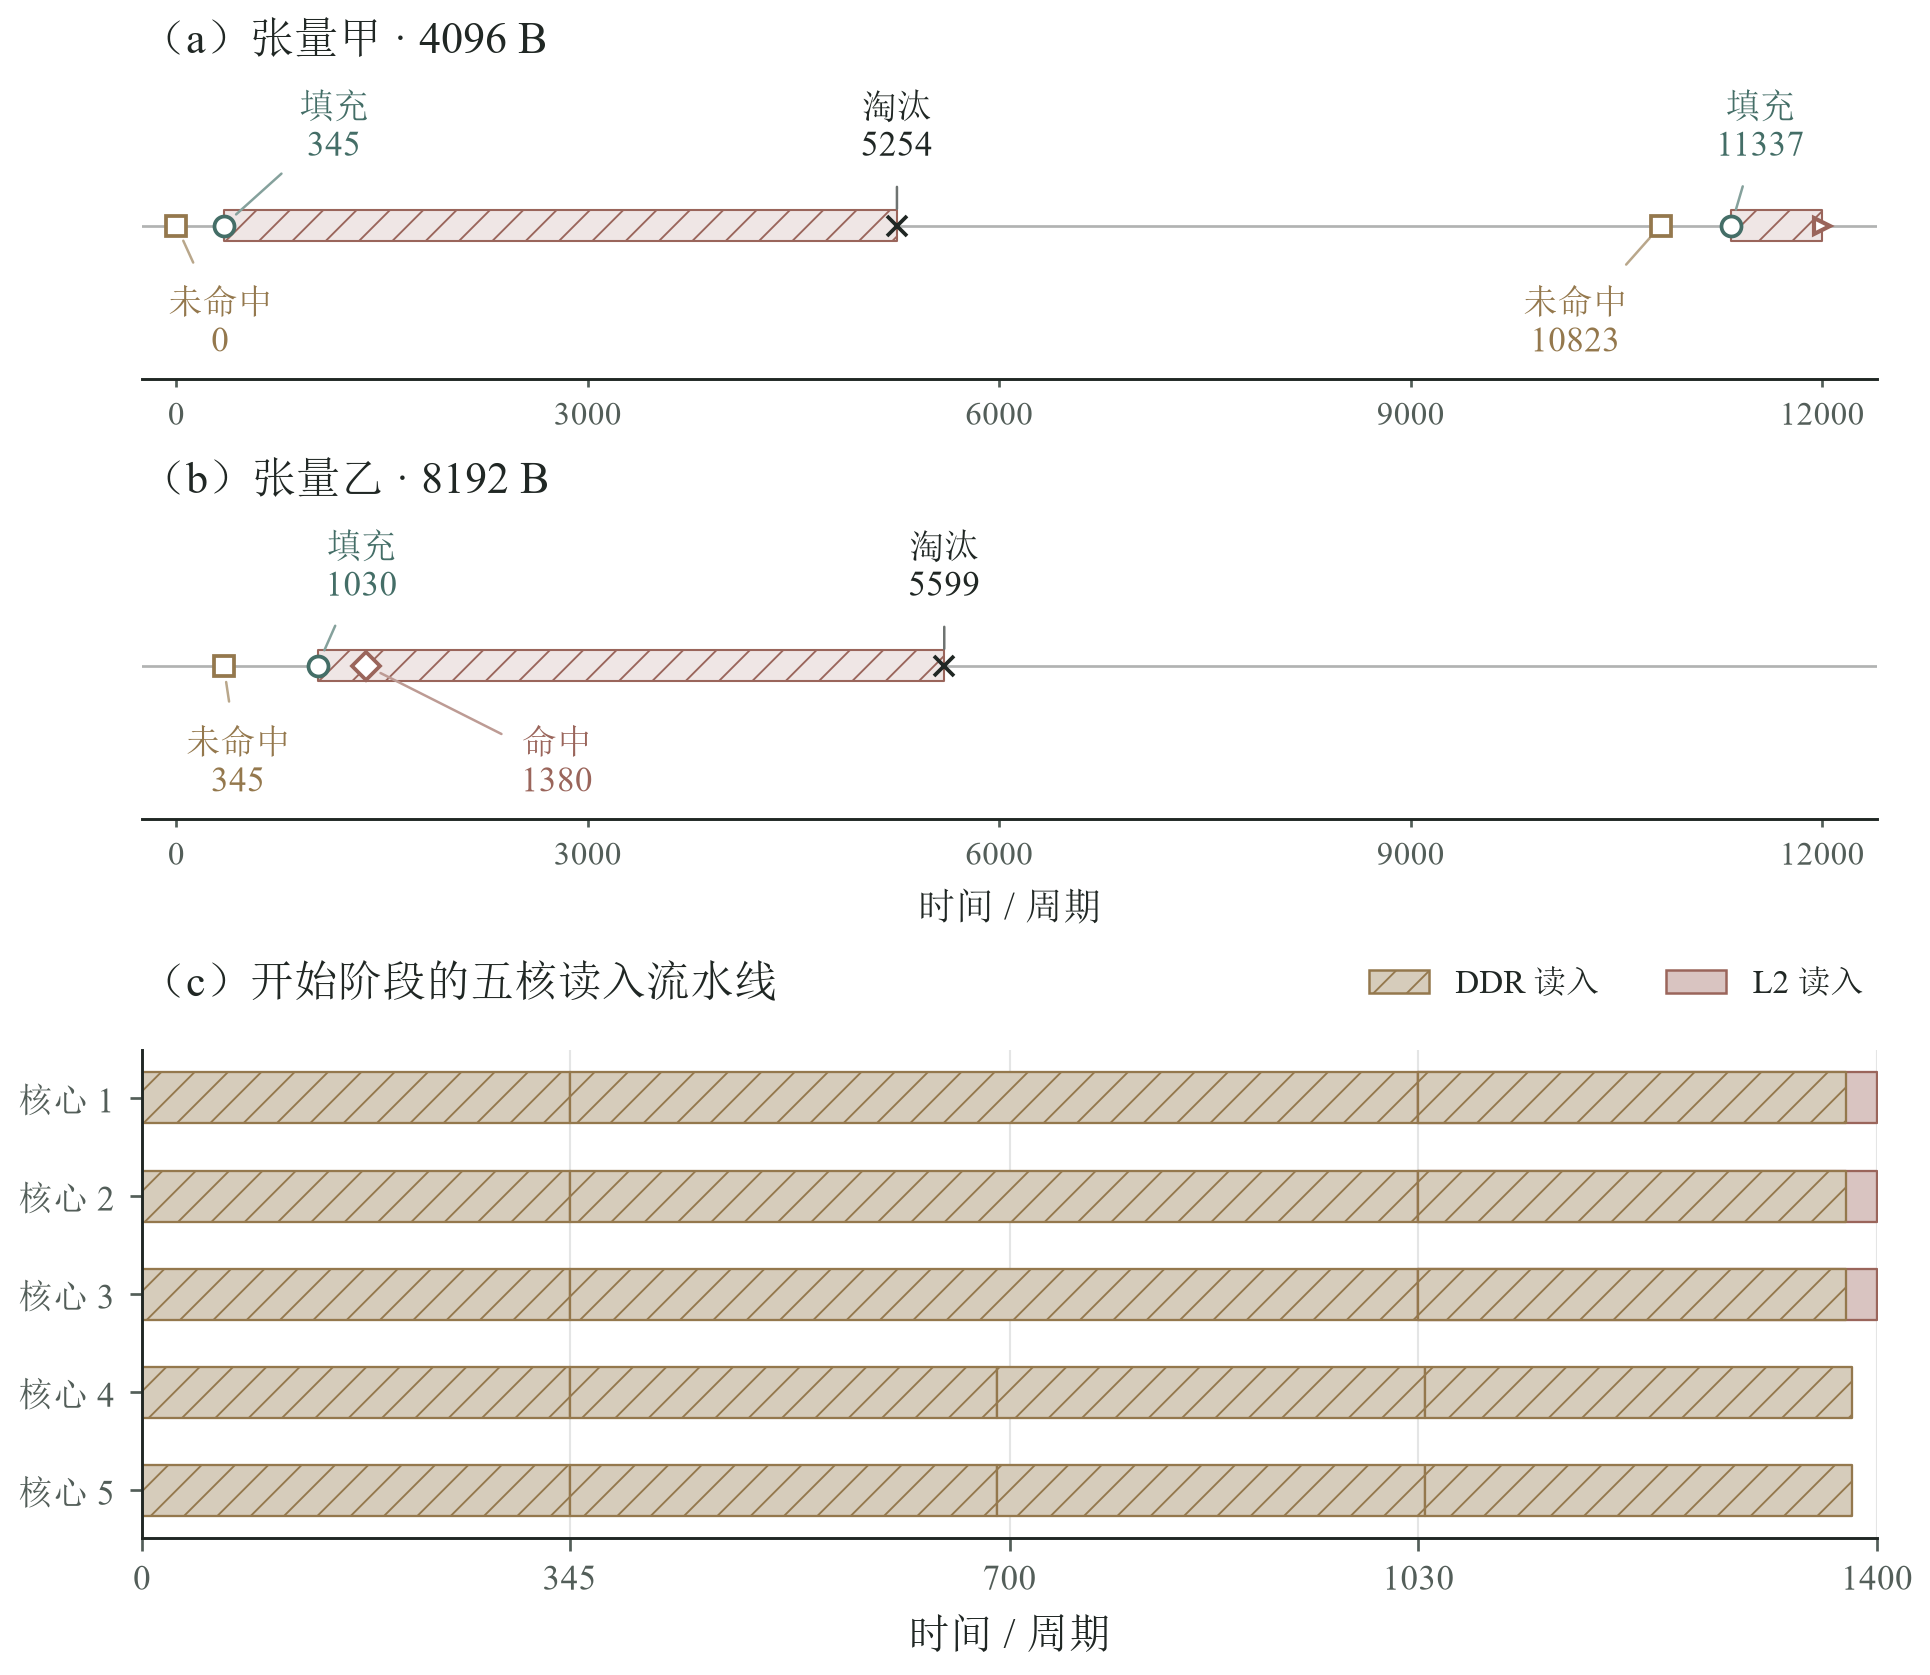 （a）张量甲 · 4096 B
填充
345
淘汰
5254
填充
11337
未命中
0
未命中
10823
0 3000 6000 9000 12000
（b）张量乙 · 8192 B
填充
1030
淘汰
5599
未命中
345
命中
1380
0 3000 6000 9000 12000
时间 / 周期
（c）开始阶段的五核读入流水线
DDR 读入
L2 读入
核心 1
核心 2
核心 3
核心 4
核心 5
0 345 700 1030 1400
时间 / 周期